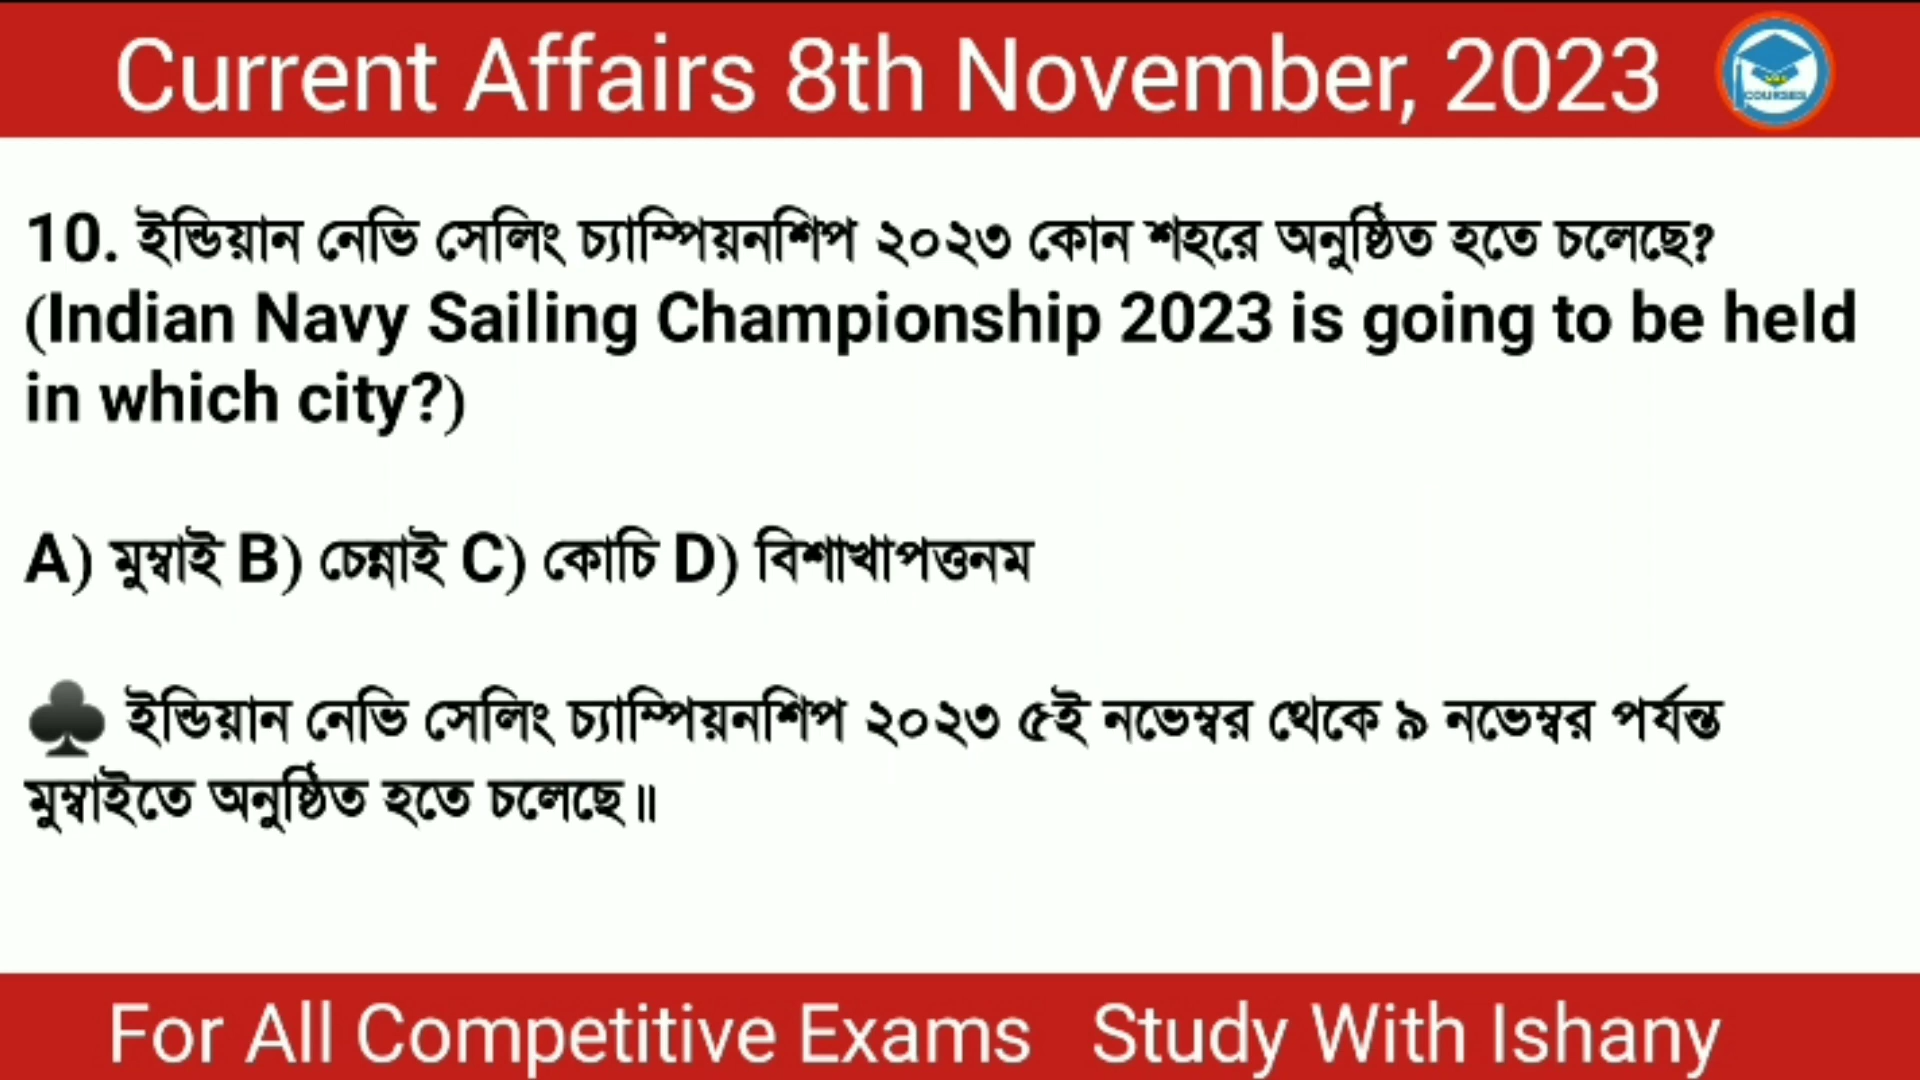 Current Affairs 8th November, 2023
COURSES
10. ইন্ডিয়ান নেভি সেলিং চ্যাম্পিয়নশিপ ২০২৩ কোন শহরে অনুষ্ঠিত হতে চলেছে?
(Indian Navy Sailing Championship 2023 is going to be held
in which city?)
A) মুম্বাই B) চেন্নাই C) কোচি D) বিশাখাপত্তনম
♣ ইন্ডিয়ান নেভি সেলিং চ্যাম্পিয়নশিপ ২০২৩ ৫ই নভেম্বর থেকে ৯ নভেম্বর পর্যন্ত
মুম্বাইতে অনুষ্ঠিত হতে চলেছে॥
For All Competitive Exams Study With Ishany